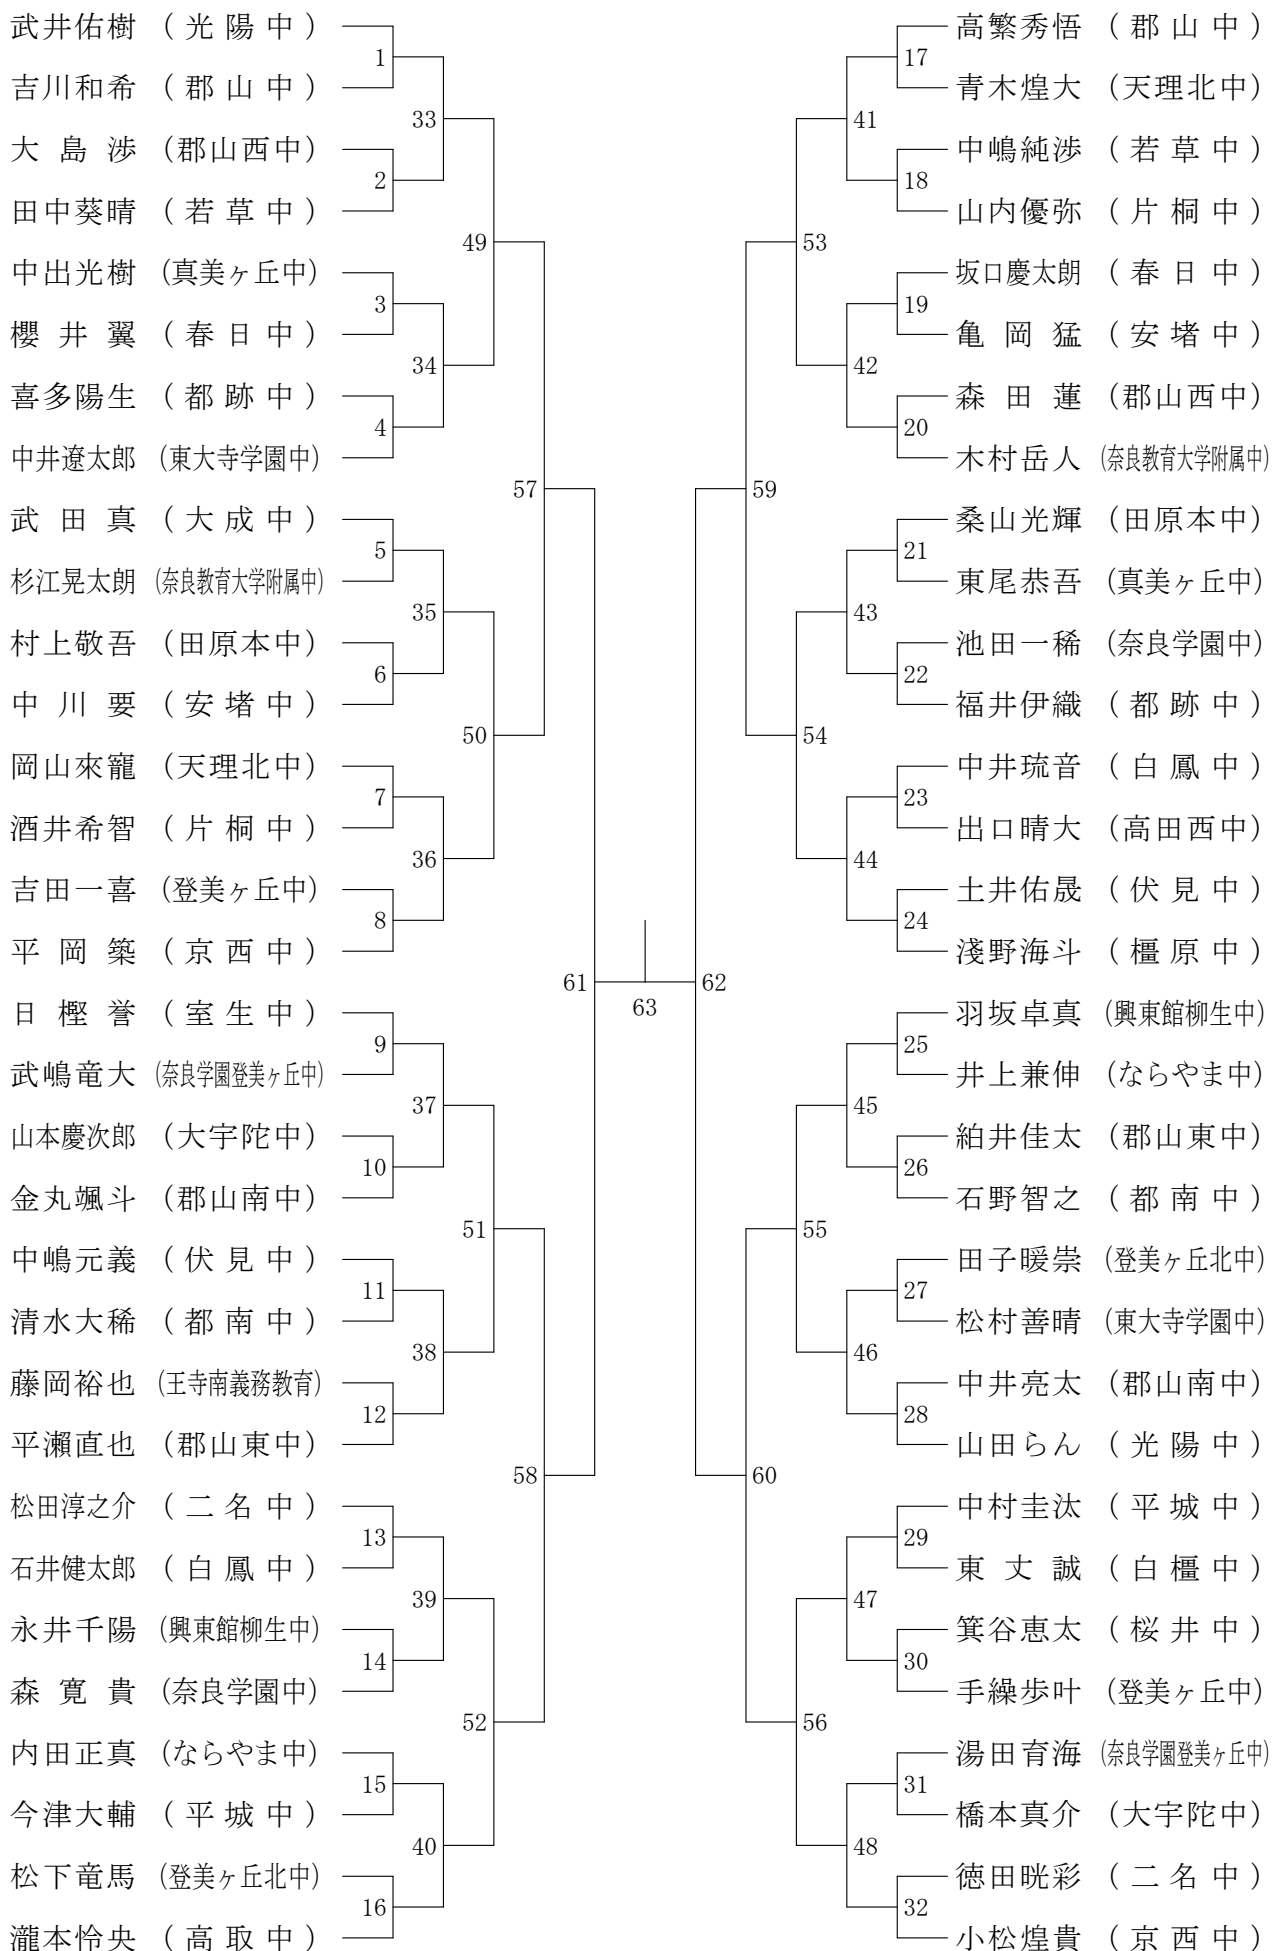 武井佑樹 (光陽中)
1
吉川和希 (郡山中)
33
大島渉 (郡山西中)
2
田中葵晴 (若草中)
49
中出光樹 (真美ヶ丘中)
3
櫻井翼 (春日中)
34
喜多陽生 (都跡中)
4
中井遼太郎 (東大寺学園中)
57
武田真 (大成中)
5
杉江晃太朗 (奈良教育大学附属中)
35
村上敬吾 (田原本中)
6
中川要 (安堵中)
50
岡山來寵 (天理北中)
7
酒井希智 (片桐中)
36
吉田一喜 (登美ヶ丘中)
8
平岡築 (京西中)
61
日樫誉 (室生中)
9
武嶋竜大 (奈良学園登美ヶ丘中)
37
山本慶次郎 (大宇陀中)
10
金丸颯斗 (郡山南中)
51
中嶋元義 (伏見中)
11
清水大稀 (都南中)
38
藤岡裕也 (王寺南義務教育)
12
平瀬直也 (郡山東中)
58
松田淳之介 (二名中)
13
石井健太郎 (白鳳中)
39
永井千陽 (興東館柳生中)
14
森寛貴 (奈良学園中)
52
内田正真 (ならやま中)
15
今津大輔 (平城中)
40
松下竜馬 (登美ヶ丘北中)
16
瀧本怜央 (高取中)
63
高繁秀悟 (郡山中)
17
青木煌大 (天理北中)
41
中嶋純渉 (若草中)
18
山内優弥 (片桐中)
53
坂口慶太朗 (春日中)
19
亀岡猛 (安堵中)
42
森田蓮 (郡山西中)
20
木村岳人 (奈良教育大学附属中)
59
桑山光輝 (田原本中)
21
東尾恭吾 (真美ヶ丘中)
43
池田一稀 (奈良学園中)
22
福井伊織 (都跡中)
54
中井琉音 (白鳳中)
23
出口晴大 (高田西中)
44
土井佑晟 (伏見中)
24
淺野海斗 (橿原中)
62
羽坂卓真 (興東館柳生中)
25
井上兼伸 (ならやま中)
45
絈井佳太 (郡山東中)
26
石野智之 (都南中)
55
田子暖崇 (登美ヶ丘北中)
27
松村善晴 (東大寺学園中)
46
中井亮太 (郡山南中)
28
山田らん (光陽中)
60
中村圭汰 (平城中)
29
東丈誠 (白橿中)
47
箕谷恵太 (桜井中)
30
手繰歩叶 (登美ヶ丘中)
56
湯田育海 (奈良学園登美ヶ丘中)
31
橋本真介 (大宇陀中)
48
徳田晄彩 (二名中)
32
小松煌貴 (京西中)